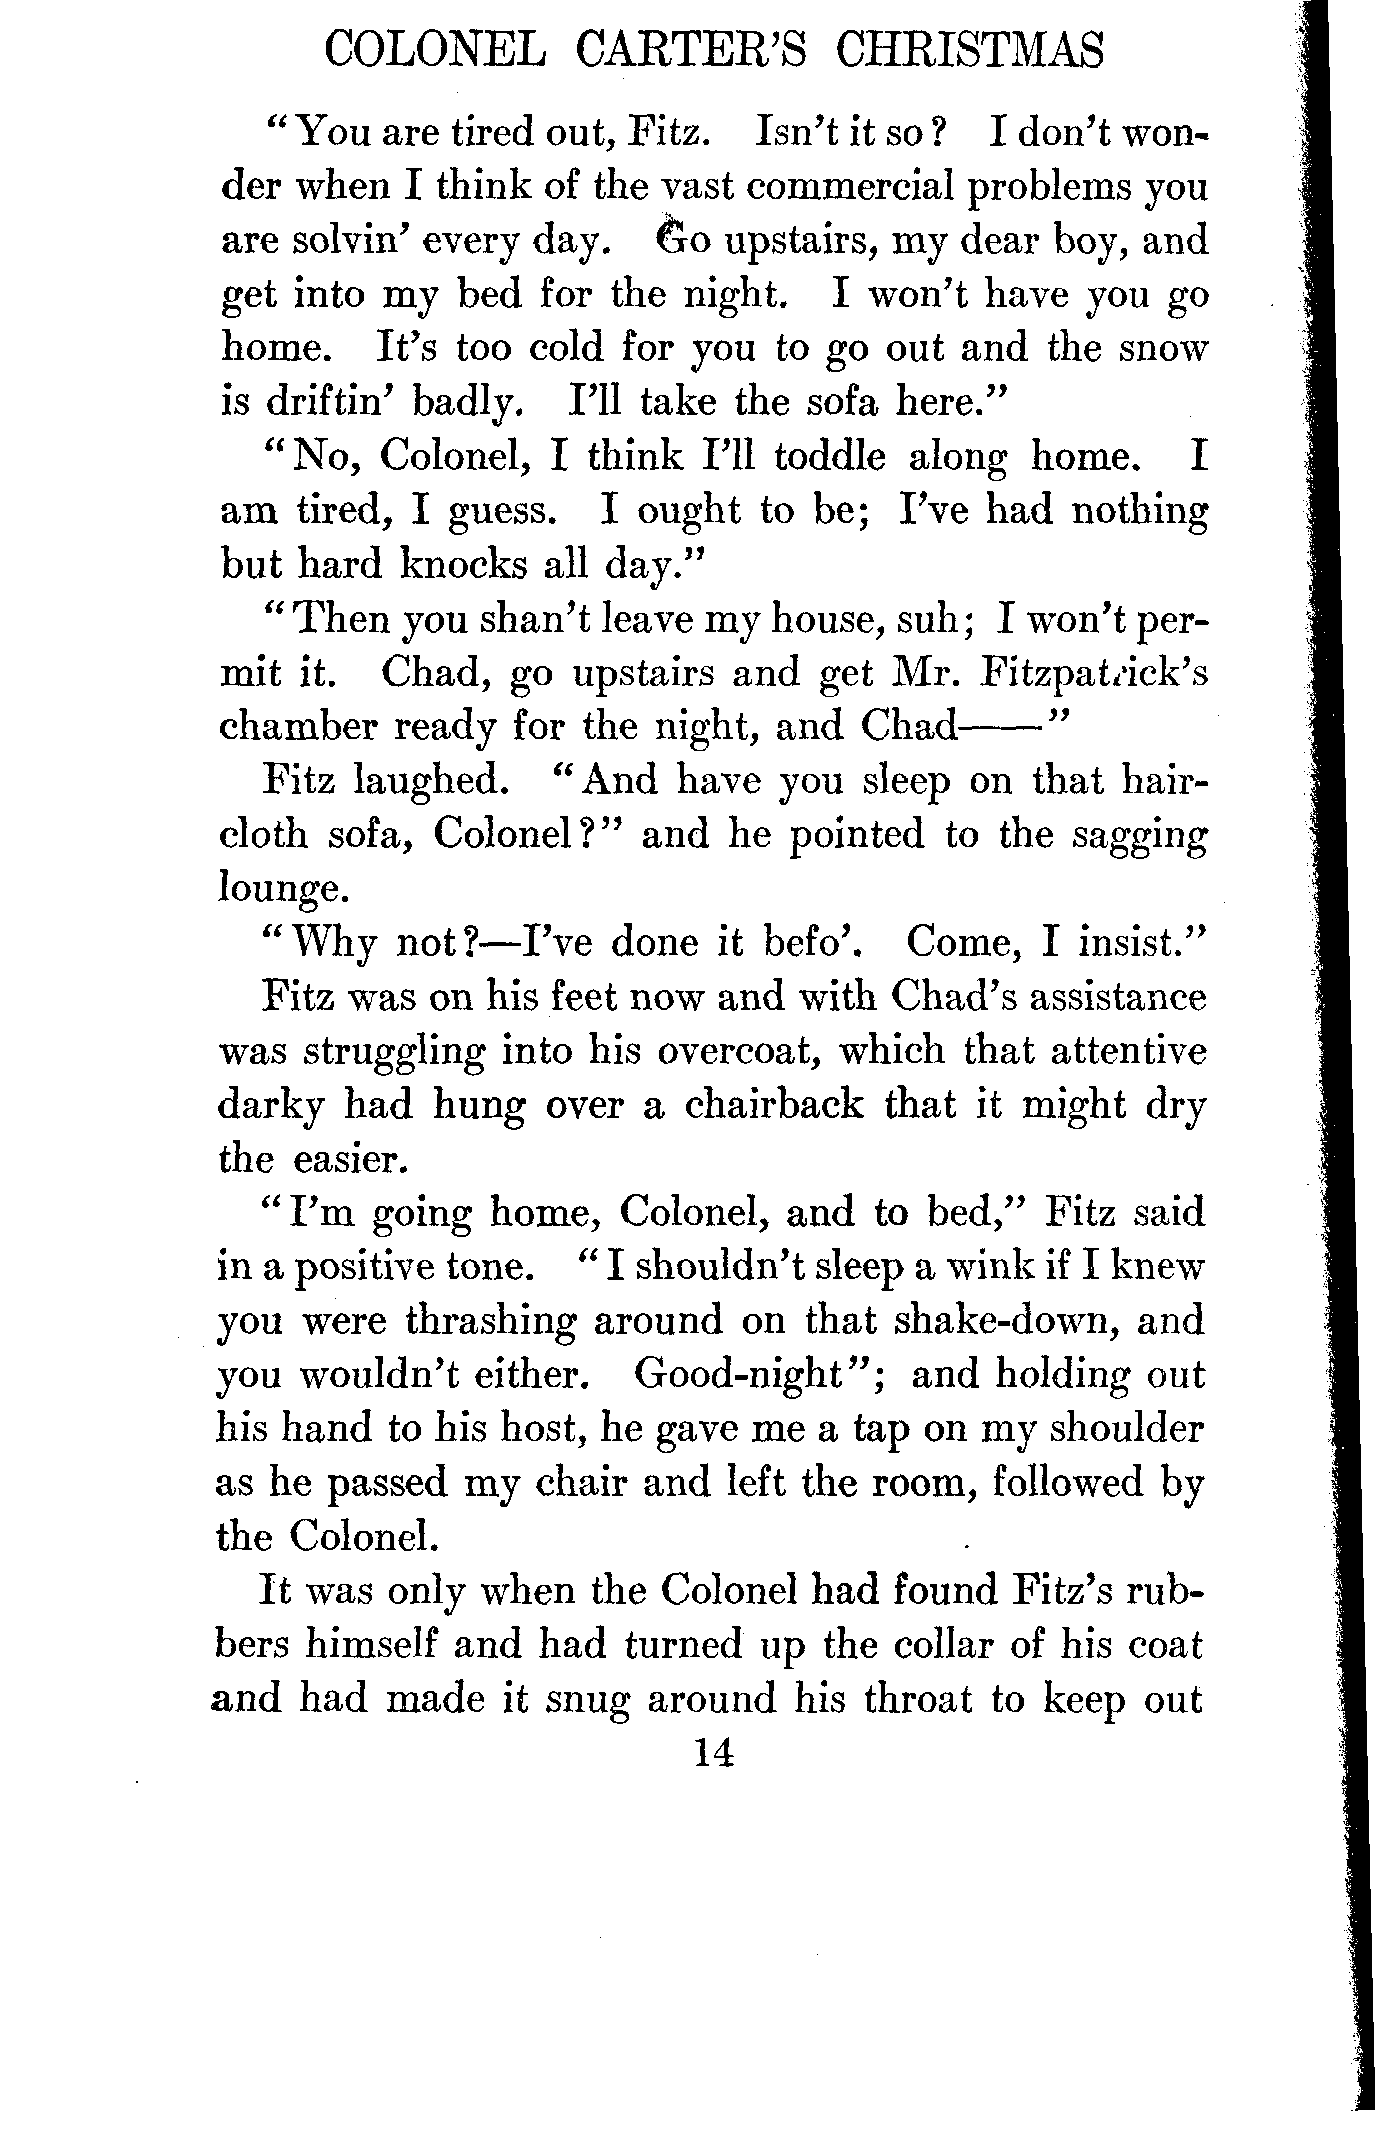 COLONEL CARTER'S CHRISTMAS
"You are tired out, Fitz. Isn't it so? I don't won-
der when I think of the vast commercial problems you
are solvin' every day. Go upstairs, my dear boy, and
get into my bed for the night. I won't have you go
home. It's too cold for you to go out and the snow
is driftin' badly. I'll take the sofa here."
"No, Colonel, I think I'll toddle along home. I
am tired, I guess. I ought to be; I've had nothing
but hard knocks all day."
"Then you shan't leave my house, suh; I won't per-
mit it. Chad, go upstairs and get Mr. Fitzpatrick's
chamber ready for the night, and Chad——"
Fitz laughed. "And have you sleep on that hair-
cloth sofa, Colonel?" and he pointed to the sagging
lounge.
"Why not?—I've done it befo'. Come, I insist."
Fitz was on his feet now and with Chad's assistance
was struggling into his overcoat, which that attentive
darky had hung over a chairback that it might dry
the easier.
"I'm going home, Colonel, and to bed," Fitz said
in a positive tone. "I shouldn't sleep a wink if I knew
you were thrashing around on that shake-down, and
you wouldn't either. Good-night"; and holding out
his hand to his host, he gave me a tap on my shoulder
as he passed my chair and left the room, followed by
the Colonel.
It was only when the Colonel had found Fitz's rub-
bers himself and had turned up the collar of his coat
and had made it snug around his throat to keep out
14